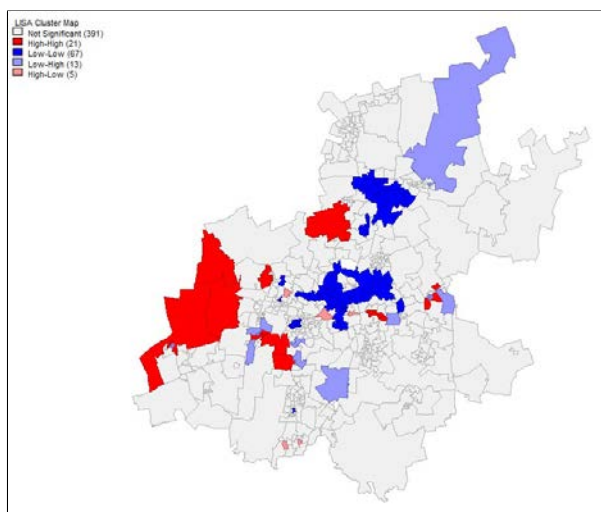 LISA Cluster Map
Not Significant (391)
High-High (21)
Low-Low (67)
Low-High (13)
High-Low (5)